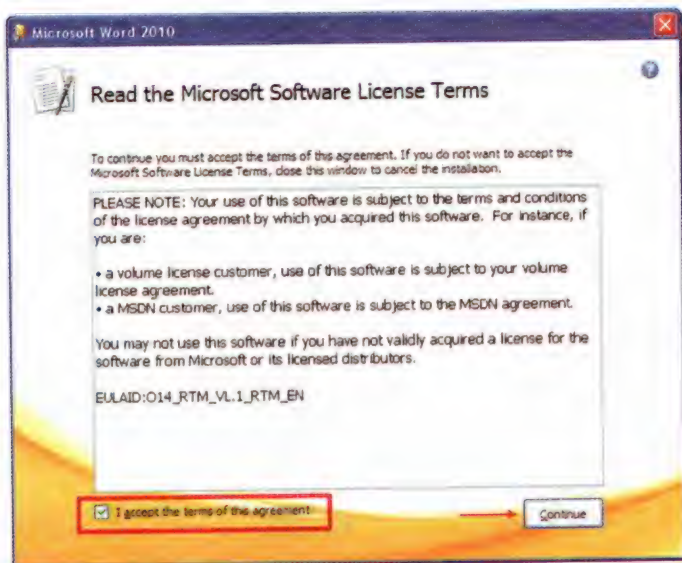 Microsoft Word 2010
Read the Microsoft Software License Terms
To continue you must accept the terms of this agreement. If you do not want to accept the
Microsoft Software License Terms, close this window to cancel the installation.
PLEASE NOTE: Your use of this software is subject to the terms and conditions
of the license agreement by which you acquired this software. For instance, if
you are:
• a volume license customer, use of this software is subject to your volume
license agreement.
• a MSDN customer, use of this software is subject to the MSDN agreement.
You may not use this software if you have not validly acquired a license for the
software from Microsoft or its licensed distributors.
EULAID:O14_RTM_VL.1_RTM_EN
I accept the terms of this agreement
Continue